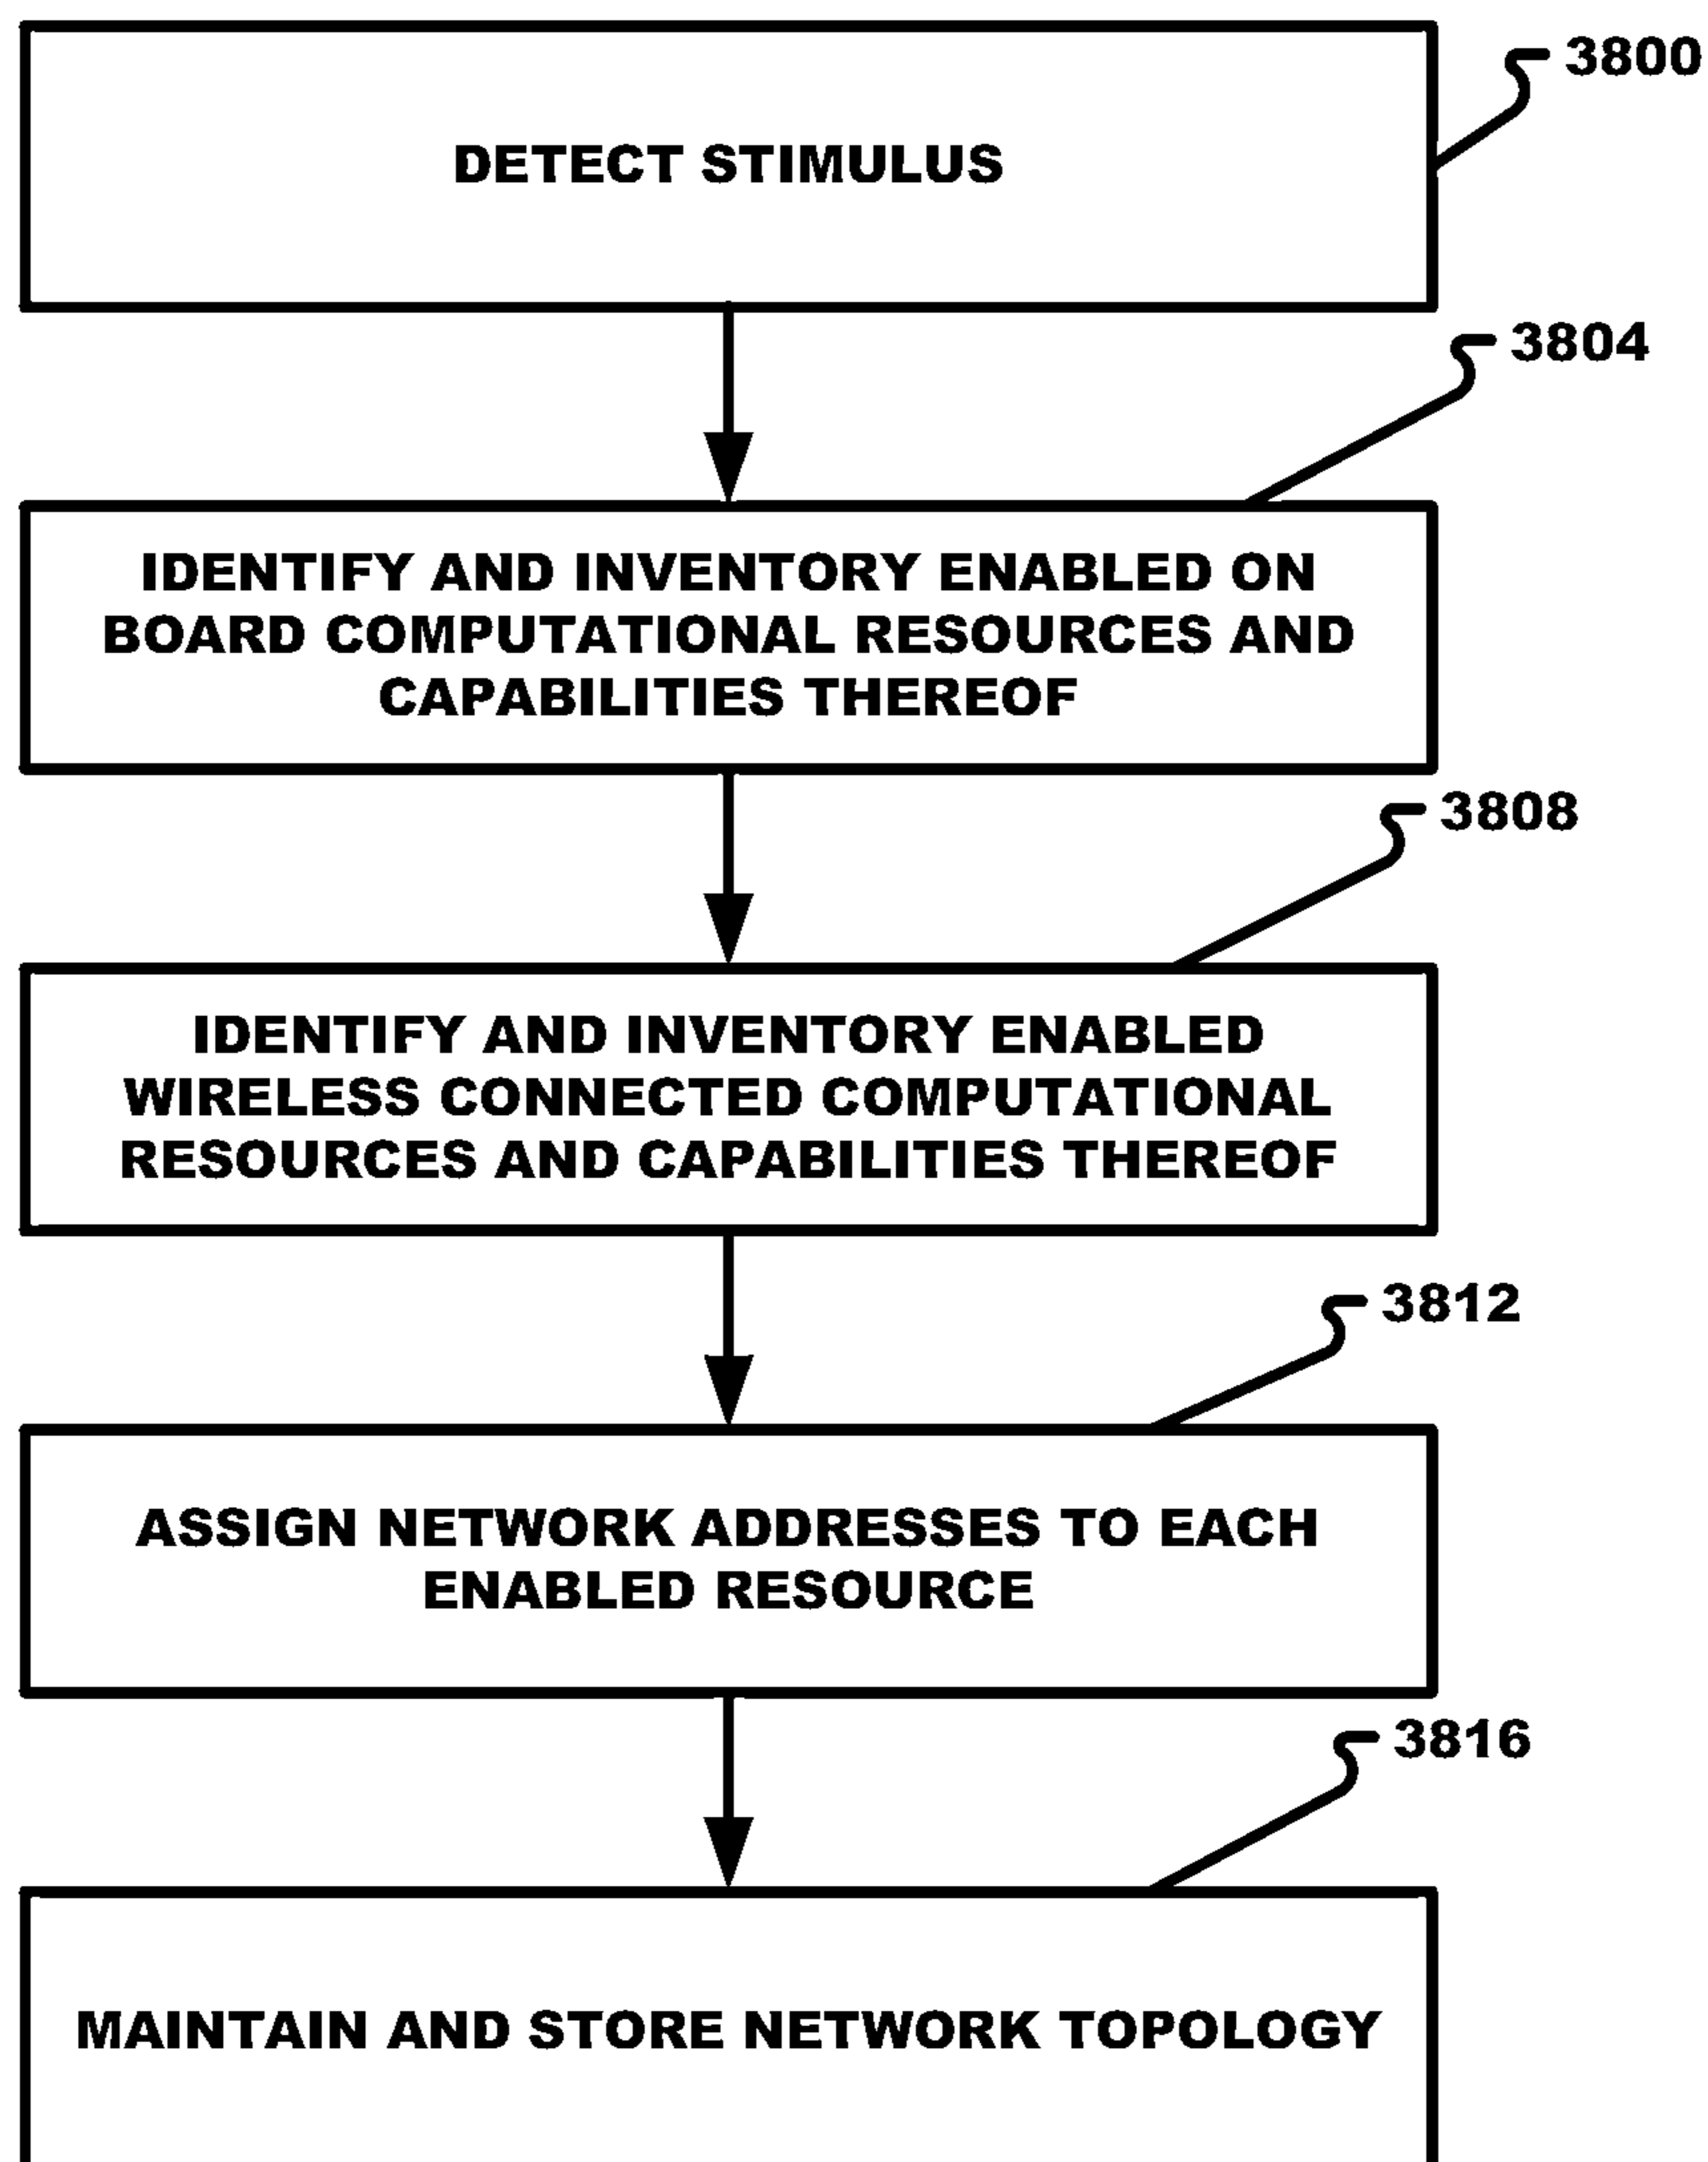 3800
DETECT STIMULUS
3804
IDENTIFY AND INVENTORY ENABLED ON
BOARD COMPUTATIONAL RESOURCES AND
CAPABILITIES THEREOF
3808
IDENTIFY AND INVENTORY ENABLED
WIRELESS CONNECTED COMPUTATIONAL
RESOURCES AND CAPABILITIES THEREOF
3812
ASSIGN NETWORK ADDRESSES TO EACH
ENABLED RESOURCE
3816
MAINTAIN AND STORE NETWORK TOPOLOGY